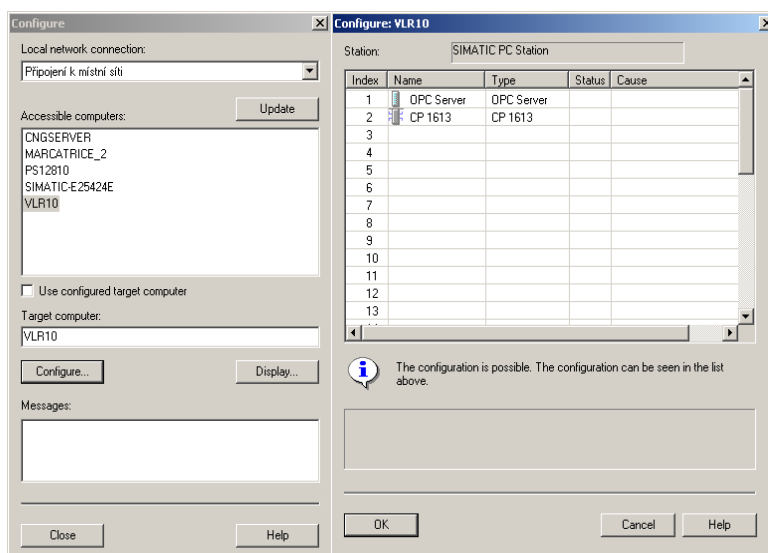 Configure
Local network connection:
Připojení k místní síti
Update
Accessible computers:
CNGSERVER
MARCATRICE_2
PS12810
SIMATIC-E25424E
VLR10
Use configured target computer
Target computer:
VLR10
Configure...
Display...
Messages:
Close
Help
Configure: VLR10
Station:
SIMATIC PC Station
Index Name Type Status Cause
1 OPC Server OPC Server
2 CP 1613 CP 1613
3
4
5
6
7
8
9
10
11
12
13
The configuration is possible. The configuration can be seen in the list
above.
OK
Cancel
Help